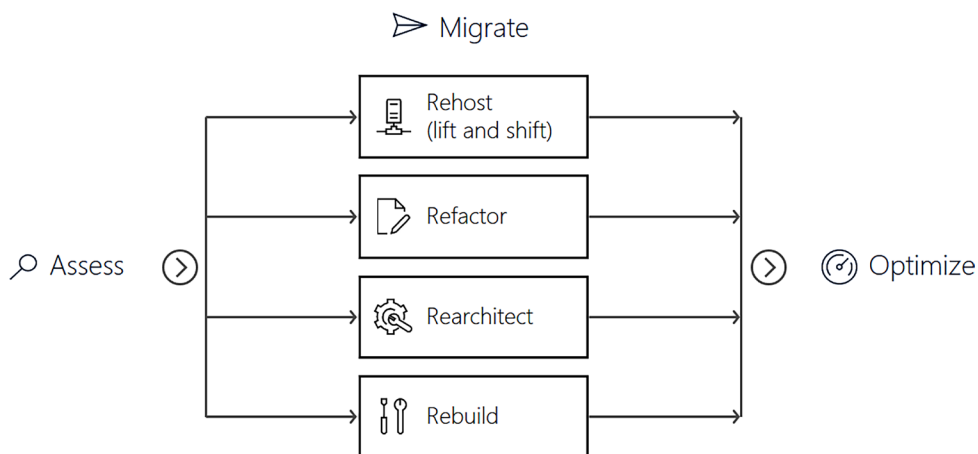 Migrate
Rehost
(lift and shift)
Refactor
Assess
Optimize
Rearchitect
Rebuild